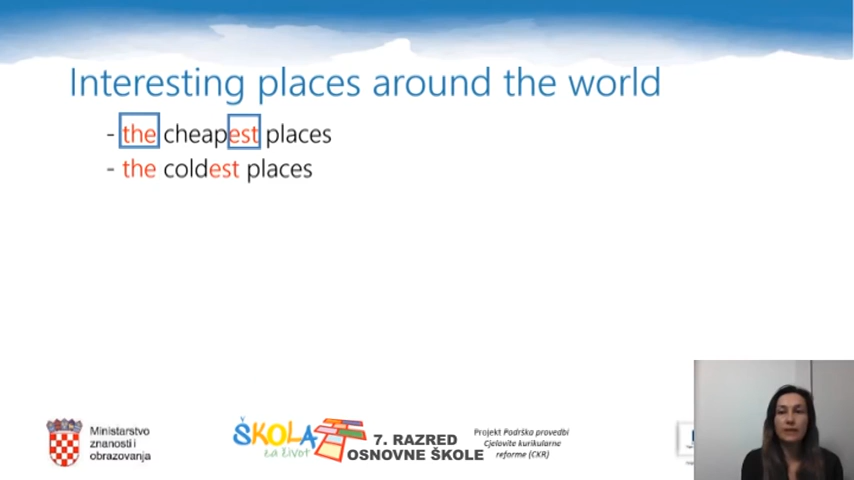 Interesting places around the world
- the cheapest places
- the coldest places
Ministarstvo
znanosti i
obrazovanja
ŠKOLA
za život
7. RAZRED
OSNOVNE ŠKOLE
Projekt Podrška provedbi
Cjelovite kurikularne
reforme (CKR)